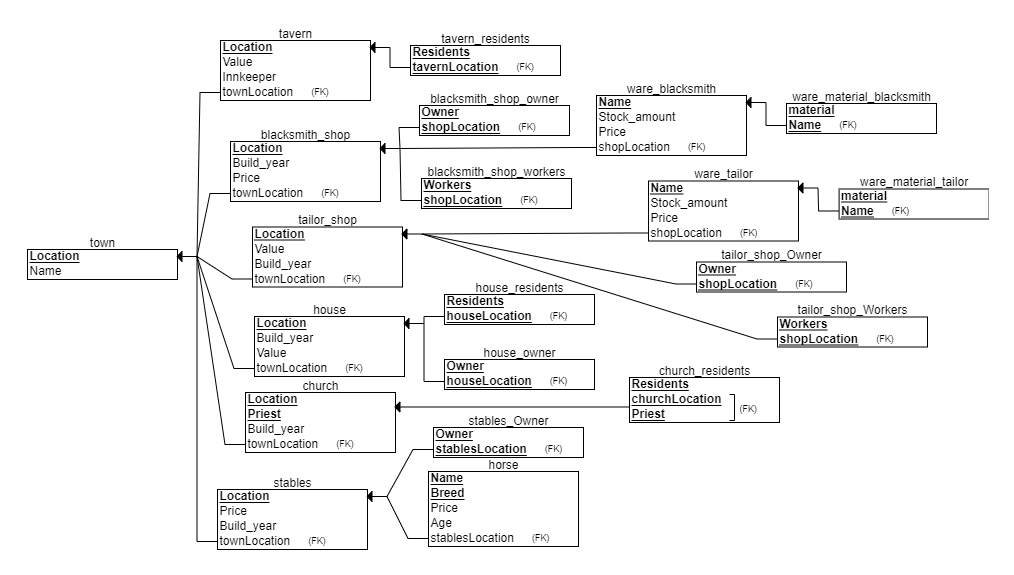 tavern
Location
Value
Innkeeper
townLocation (FK)
tavern_residents
Residents
tavernLocation (FK)
blacksmith_shop_owner
Owner
shopLocation (FK)
ware_blacksmith
Name
Stock_amount
Price
shopLocation (FK)
ware_material_blacksmith
material
Name (FK)
blacksmith_shop
Location
Build_year
Price
townLocation (FK)
blacksmith_shop_workers
Workers
shopLocation (FK)
ware_tailor
Name
Stock_amount
Price
shopLocation (FK)
ware_material_tailor
material
Name (FK)
tailor_shop
Location
Value
Build_year
townLocation (FK)
town
Location
Name
tailor_shop_Owner
Owner
shopLocation (FK)
house_residents
Residents
houseLocation (FK)
tailor_shop_Workers
Workers
shopLocation (FK)
house
Location
Build_year
Value
townLocation (FK)
house_owner
Owner
houseLocation (FK)
church
Location
Priest
Build_year
townLocation (FK)
church_residents
Residents
churchLocation
Priest
(FK)
stables_Owner
Owner
stablesLocation (FK)
horse
Name
Breed
Price
Age
stablesLocation (FK)
stables
Location
Price
Build_year
townLocation (FK)